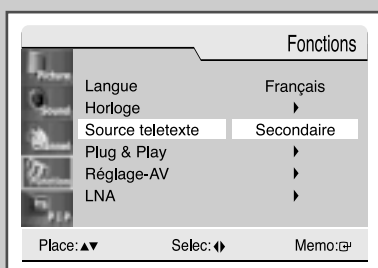 Fonctions
Picture
Langue Français
Sound
Horloge
Source teletexte Secondaire
Channel
Plug & Play
Function
Réglage-AV
LNA
P.I.P
Place: Selec: Memo: